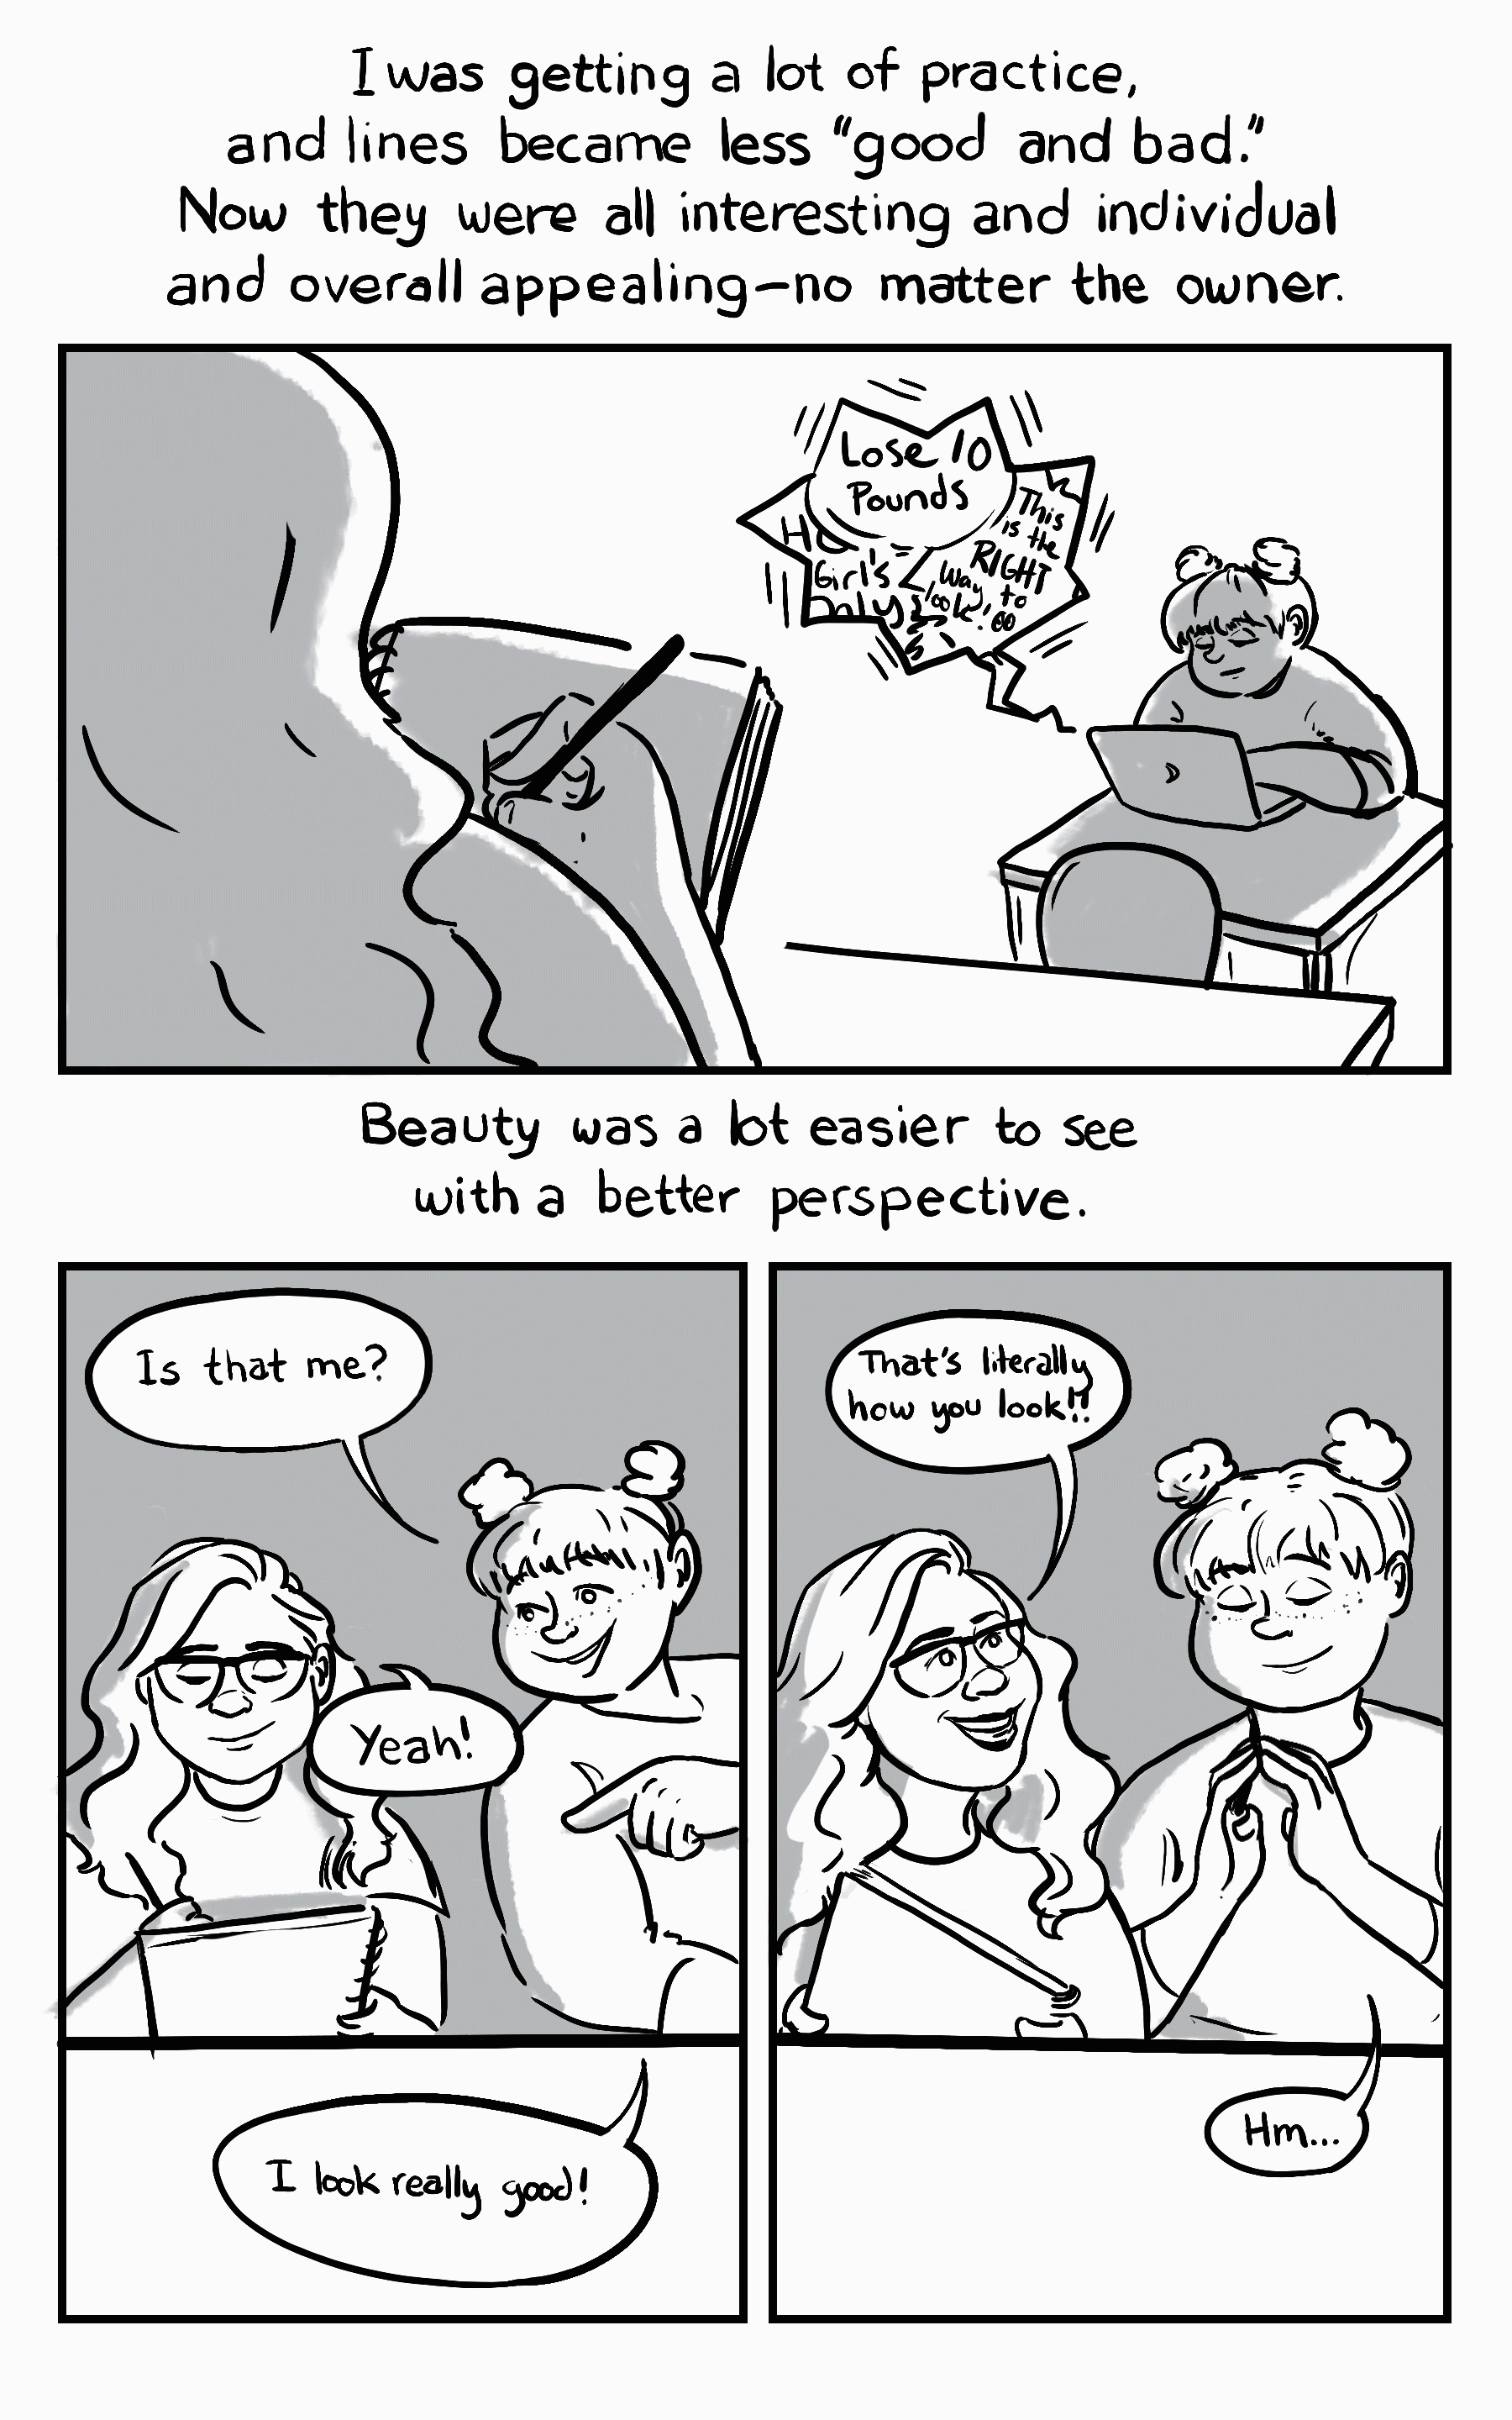 I was getting a lot of practice,
and lines became less “good and bad.”
Now they were all interesting and individual
and overall appealing—no matter the owner.
Lose 10
Pounds
This
is the
RIGHT
way to
look!
Girl's
only
Beauty was a lot easier to see
with a better perspective.
Is that me?
Yeah!
I look really good!
That's literally
how you look!!
Hm...